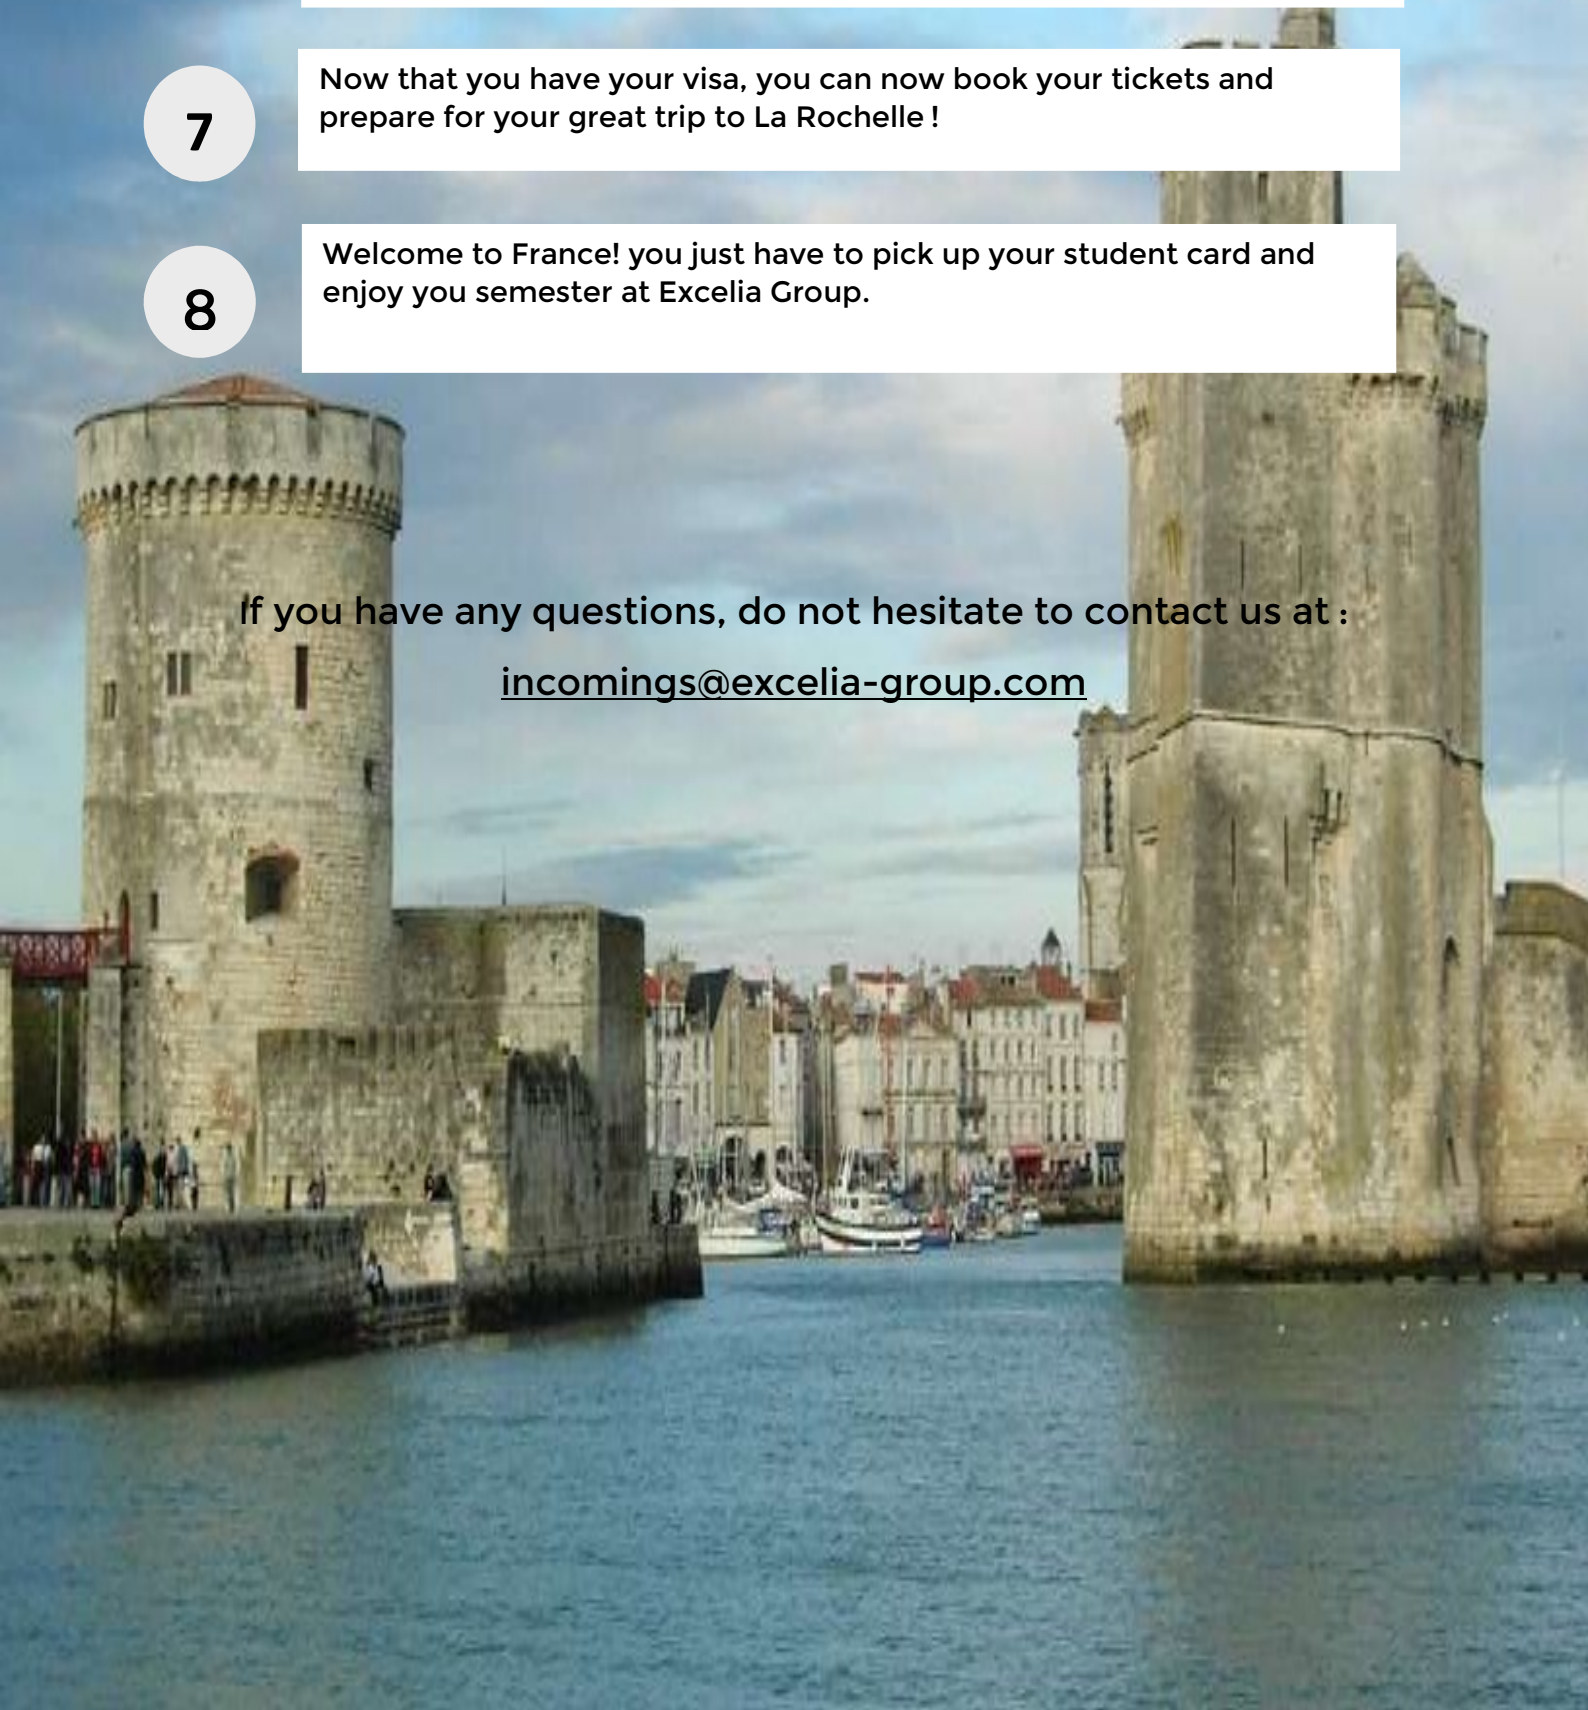 7
Now that you have your visa, you can now book your tickets and
prepare for your great trip to La Rochelle !
8
Welcome to France! you just have to pick up your student card and
enjoy you semester at Excelia Group.
If you have any questions, do not hesitate to contact us at :
incomings@excelia-group.com